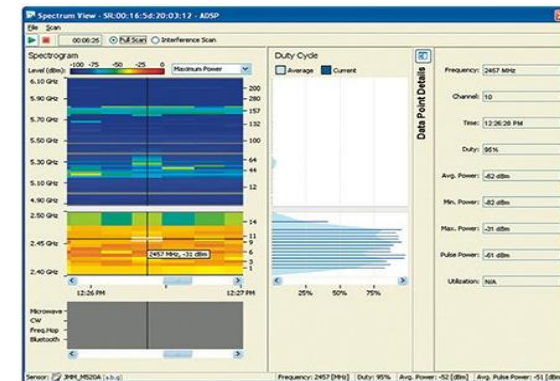 Spectrum View - SR:00:16:5d:20:03:12 - ADSP
File Scan
00:06:26 Full Scan Interference Scan
Spectrogram
Level (dBm): -100 -75 -50 -25 0 Maximum Power
6.10 GHz
5.90 GHz
5.70 GHz
5.50 GHz
5.30 GHz
5.10 GHz
4.90 GHz
200
280
157
132
100
64
44
12
2.50 GHz
2.45 GHz
2.40 GHz
14
11
9
6
3
1
2457 MHz, -31 dBm
12:26 PM 12:27 PM
Microwave
CW
Freq.Hop
Bluetooth
Duty Cycle
Average Current
25% 50% 75%
Data Point Details
Frequency: 2457 MHz
Channel: 10
Time: 12:26:28 PM
Duty: 95%
Avg. Power: -52 dBm
Min. Power: -82 dBm
Max. Power: -31 dBm
Pulse Power: -51 dBm
Utilization: N/A
Sensor: JMM_M520A (a,b,g) Frequency: 2457 [MHz] Duty: 95% Avg. Power: -52 [dBm] Avg. Pulse Power: -51 [dBm]